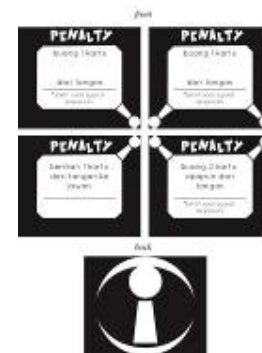 front
PENALTY
PENALTY
buang 1 kartu
dari tangan
buang 1 kartu
dari tangan
PENALTY
PENALTY
berikan 1 kartu
dari tangan ke
lawan
buang 2 kartu
apapun dari
tangan
back